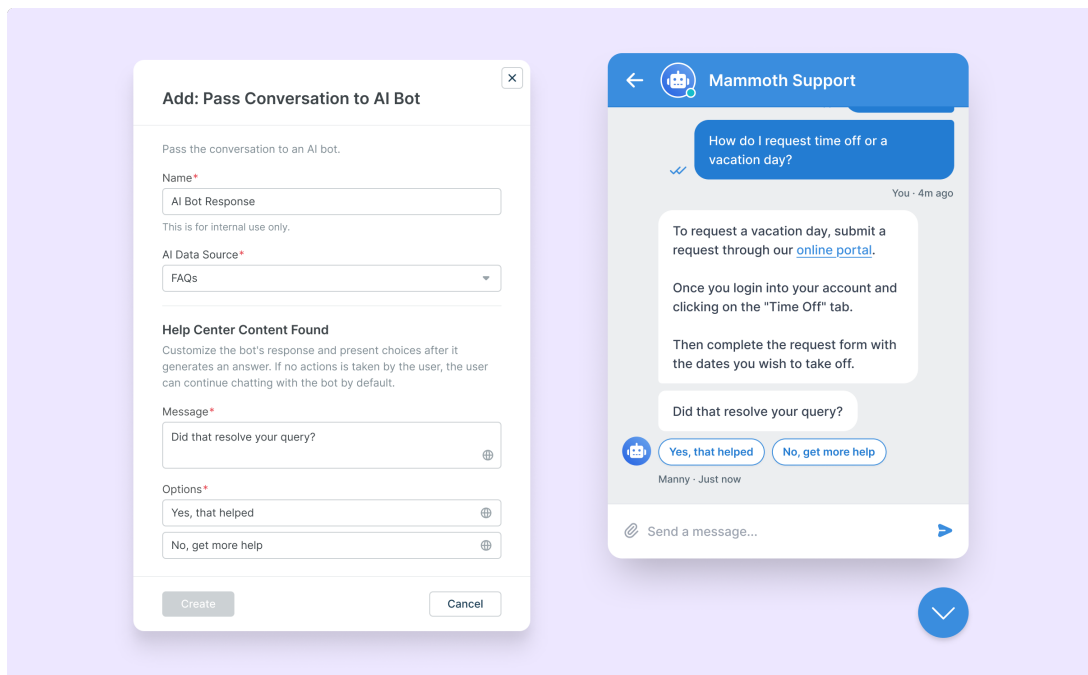 Add: Pass Conversation to AI Bot
Pass the conversation to an AI bot.
Name*
AI Bot Response
This is for internal use only.
AI Data Source*
FAQs
Help Center Content Found
Customize the bot's response and present choices after it
generates an answer. If no actions is taken by the user, the user
can continue chatting with the bot by default.
Message*
Did that resolve your query?
Options*
Yes, that helped
No, get more help
Create
Cancel
Mammoth Support
How do I request time off or a
vacation day?
You · 4m ago
To request a vacation day, submit a
request through our online portal.
Once you login into your account and
clicking on the "Time Off" tab.
Then complete the request form with
the dates you wish to take off.
Did that resolve your query?
Yes, that helped
No, get more help
Manny · Just now
Send a message...